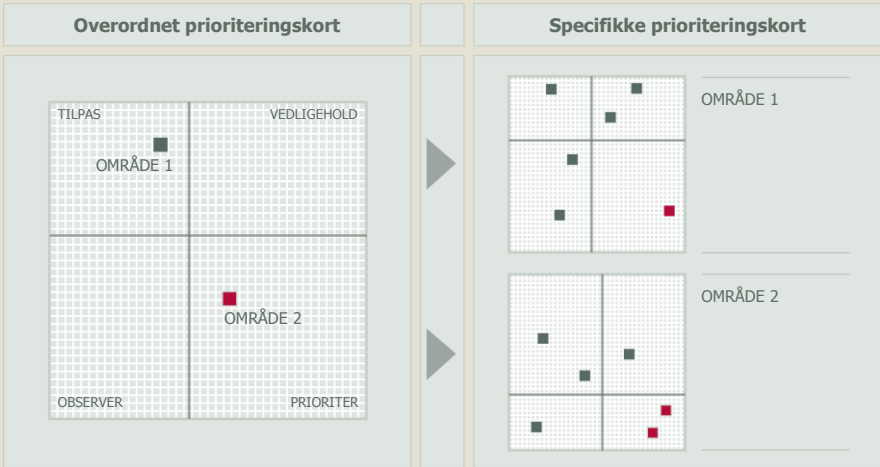 Overordnet prioriteringskort
Specifikke prioriteringskort
TILPAS
VEDLIGEHOLD
OMRÅDE 1
OMRÅDE 2
OBSERVER
PRIORITER
OMRÅDE 1
OMRÅDE 2